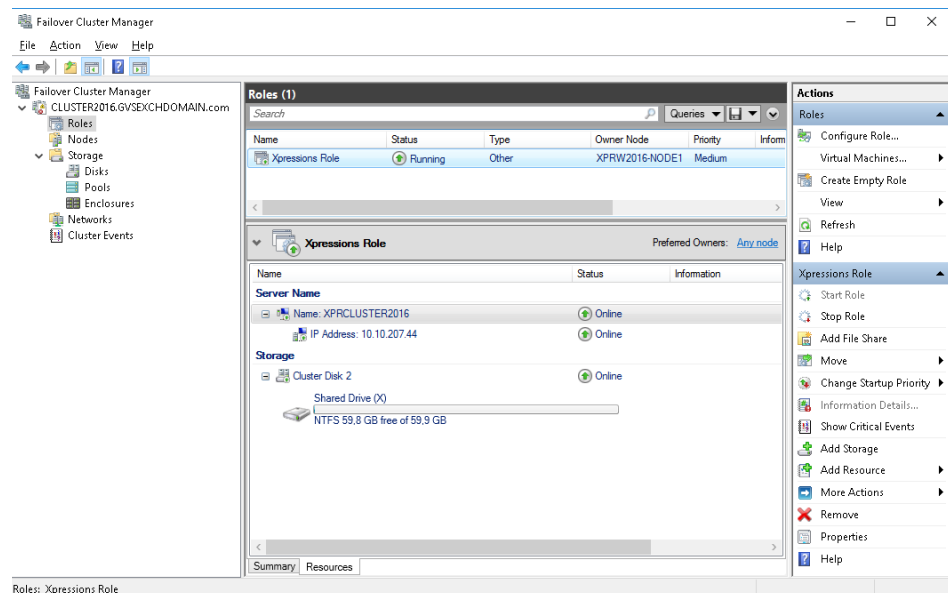 Failover Cluster Manager
File Action View Help
Failover Cluster Manager
CLUSTER2016.GVSEXCHDOMAIN.com
Roles
Nodes
Storage
Disks
Pools
Enclosures
Networks
Cluster Events
Roles (1)
Search
Queries
Name Status Type Owner Node Priority Inform
Xpressions Role Running Other XPRW2016-NODE1 Medium
Xpressions Role Preferred Owners: Any node
Name Status Information
Server Name
Name: XPRCLUSTER2016 Online
IP Address: 10.10.207.44 Online
Storage
Cluster Disk 2 Online
Shared Drive (X)
NTFS 59,8 GB free of 59,9 GB
Summary Resources
Actions
Roles
Configure Role...
Virtual Machines...
Create Empty Role
View
Refresh
Help
Xpressions Role
Start Role
Stop Role
Add File Share
Move
Change Startup Priority
Information Details...
Show Critical Events
Add Storage
Add Resource
More Actions
Remove
Properties
Help
Roles: Xpressions Role